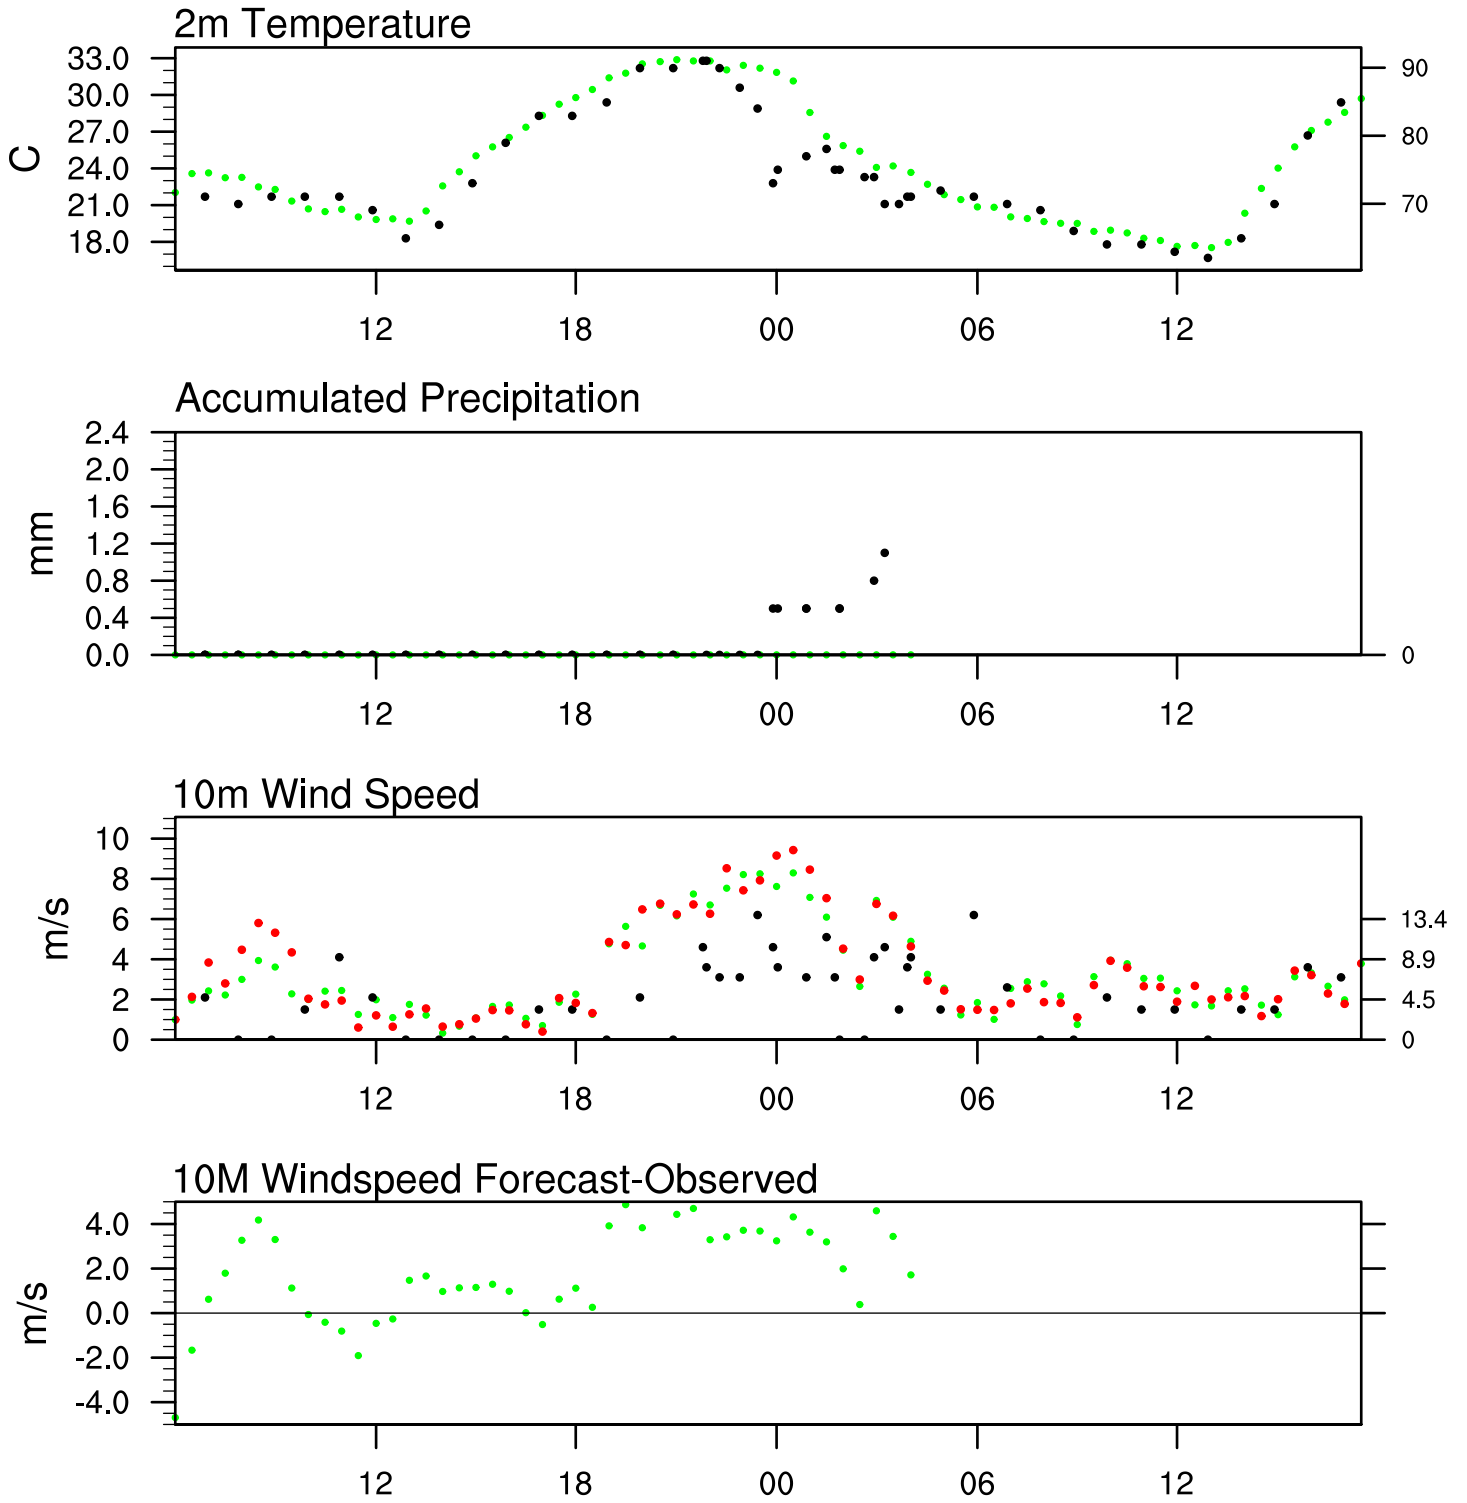 2m Temperature
33.0
30.0
27.0
24.0
21.0
18.0
C
90
80
70
12 18 00 06 12
Accumulated Precipitation
2.4
2.0
1.6
1.2
0.8
0.4
0.0
mm
0
12 18 00 06 12
10m Wind Speed
10
8
6
4
2
0
m/s
13.4
8.9
4.5
0
12 18 00 06 12
10M Windspeed Forecast-Observed
4.0
2.0
0.0
-2.0
-4.0
m/s
12 18 00 06 12